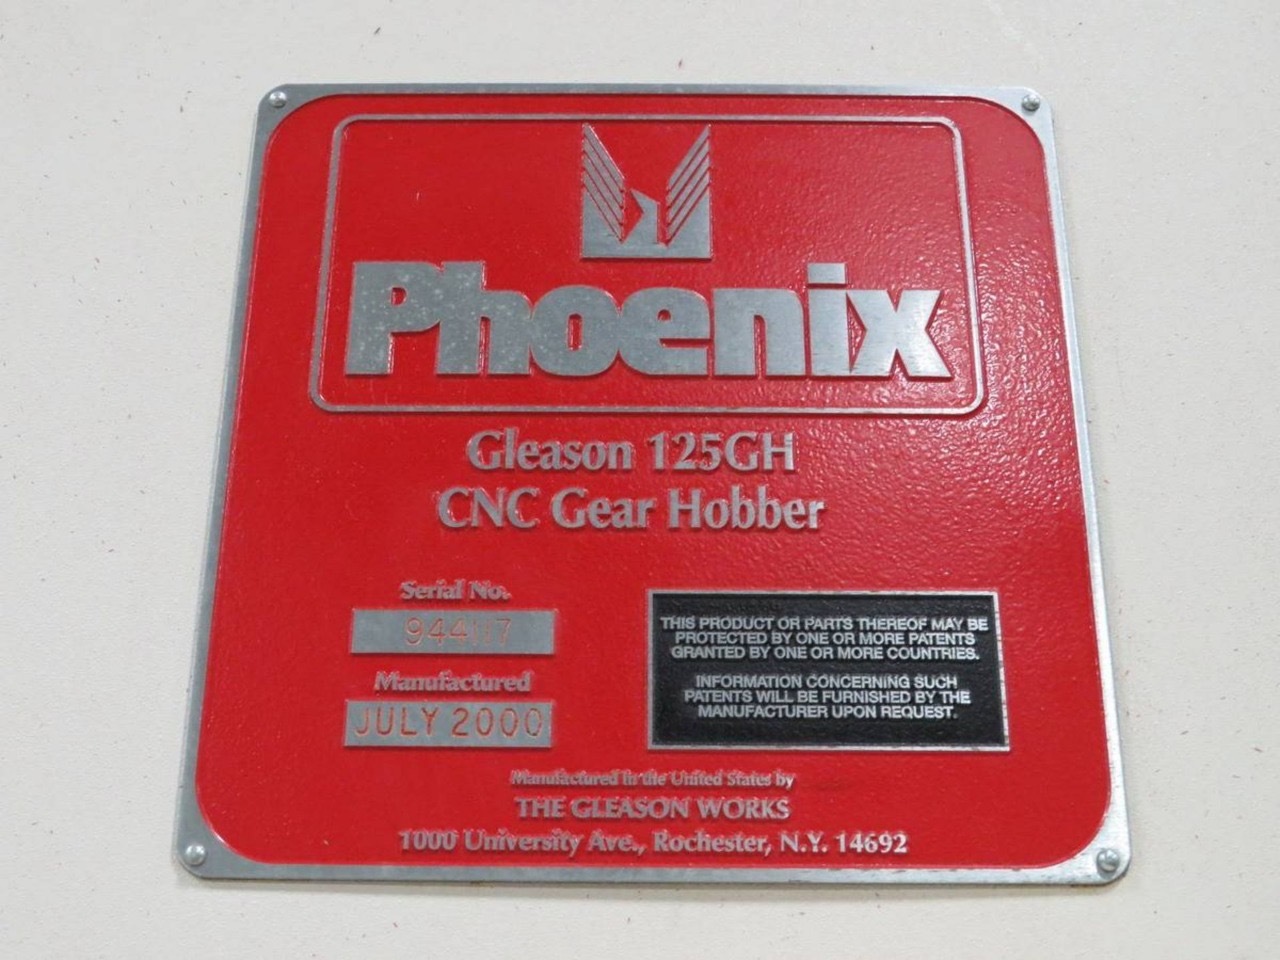 Phoenix
Gleason 125GH
CNC Gear Hobber
Serial No.
944117
Manufactured
JULY 2000
THIS PRODUCT OR PARTS THEREOF MAY BE
PROTECTED BY ONE OR MORE PATENTS
GRANTED BY ONE OR MORE COUNTRIES.
INFORMATION CONCERNING SUCH
PATENTS WILL BE FURNISHED BY THE
MANUFACTURER UPON REQUEST.
Manufactured in the United States by
THE GLEASON WORKS
1000 University Ave., Rochester, N.Y. 14692